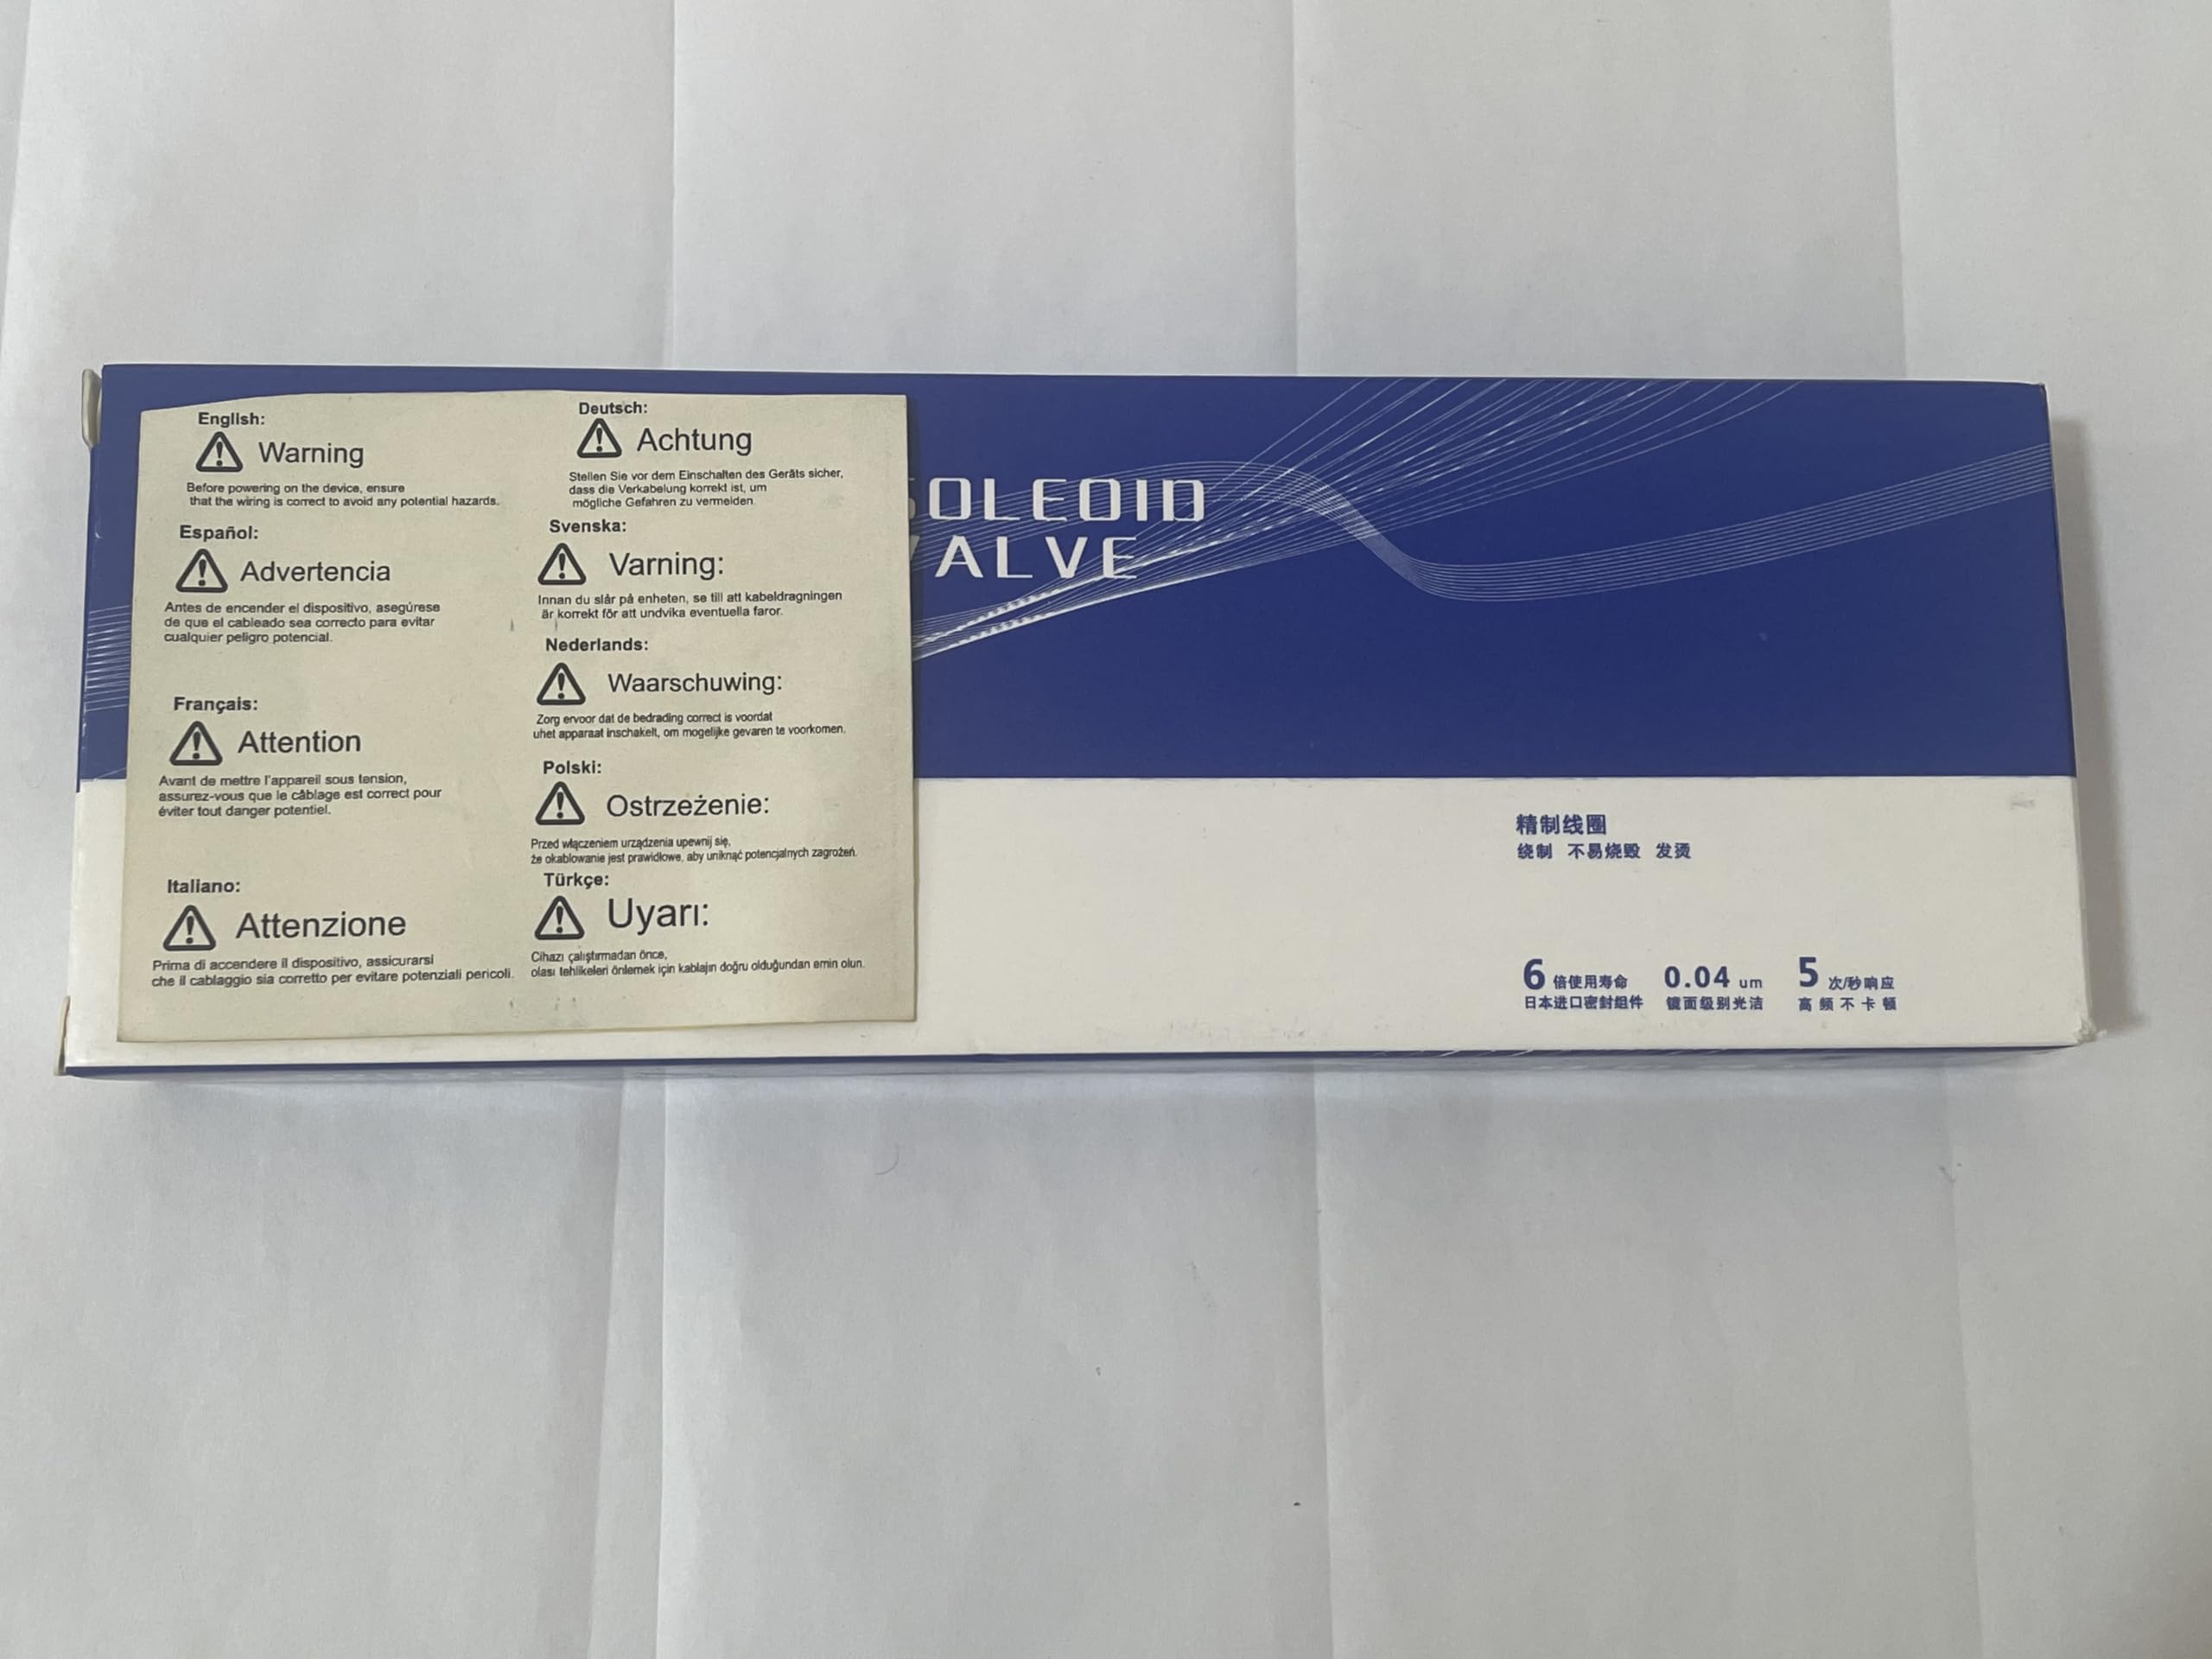 English:
Warning
Before powering on the device, ensure
that the wiring is correct to avoid any potential hazards.
Español:
Advertencia
Antes de encender el dispositivo, asegúrese
de que el cableado sea correcto para evitar
cualquier peligro potencial.
Français:
Attention
Avant de mettre l'appareil sous tension,
assurez-vous que le câblage est correct pour
éviter tout danger potentiel.
Italiano:
Attenzione
Prima di accendere il dispositivo, assicurarsi
che il cablaggio sia corretto per evitare potenziali pericoli.
Deutsch:
Achtung
Stellen Sie vor dem Einschalten des Geräts sicher,
dass die Verkabelung korrekt ist, um
mögliche Gefahren zu vermeiden.
Svenska:
Varning:
Innan du slår på enheten, se till att kabeldragningen
är korrekt för att undvika eventuella faror.
Nederlands:
Waarschuwing:
Zorg ervoor dat de bedrading correct is voordat
uhet apparaat inschakelt, om mogelijke gevaren te voorkomen.
Polski:
Ostrzeżenie:
Przed włączeniem urządzenia upewnij się,
że okablowanie jest prawidłowe, aby uniknąć potencjalnych zagrożeń.
Türkçe:
Uyarı:
Cihazı çalıştırmadan önce,
olası tehlikeleri önlemek için kablajın doğru olduğundan emin olun.
SOLEOID
VALVE
精制线圈
绕制 不易烧毁 发烫
6 倍使用寿命 0.04 um 5 次/秒响应
日本进口密封组件 镜面级别光洁 高频不卡顿